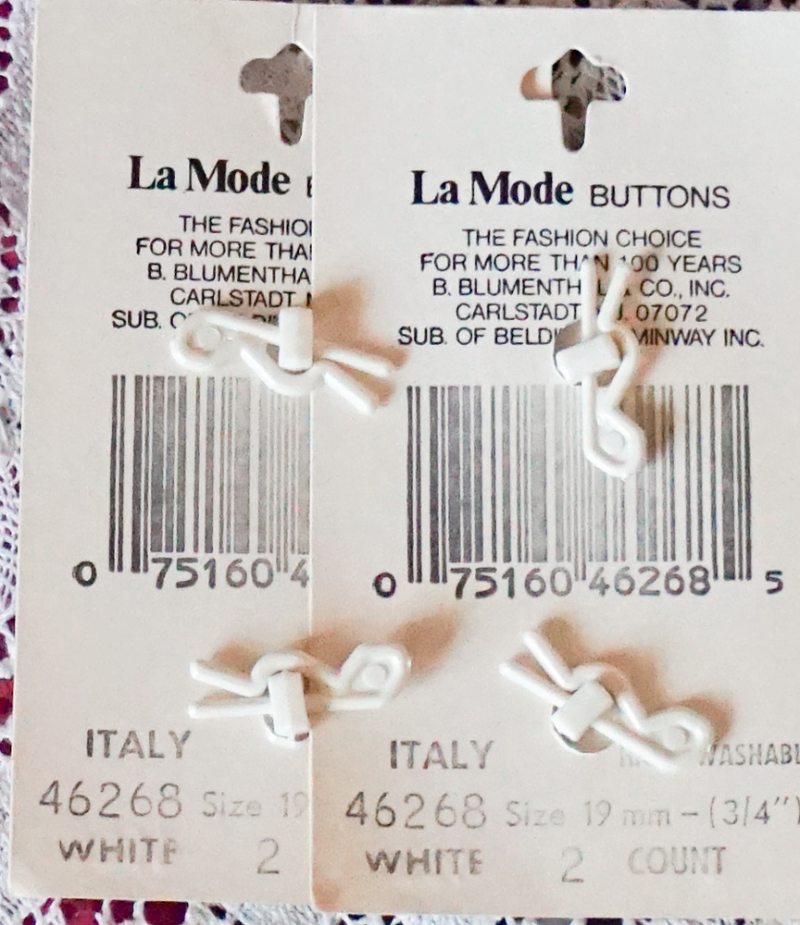 La Mode
THE FASHIO
FOR MORE THA
B. BLUMENTHA
CARLSTADT
SUB.
0 75160 4
ITALY
46268 Size 19
WHITE 2
La Mode BUTTONS
THE FASHION CHOICE
FOR MORE THAN 100 YEARS
B. BLUMENTH & CO., INC.
CARLSTADT J. 07072
SUB. OF BELDI MINWAY INC.
0 75160 46268 5
ITALY WASHABL
46268 Size 19 mm - (3/4")
WHITE 2 COUNT